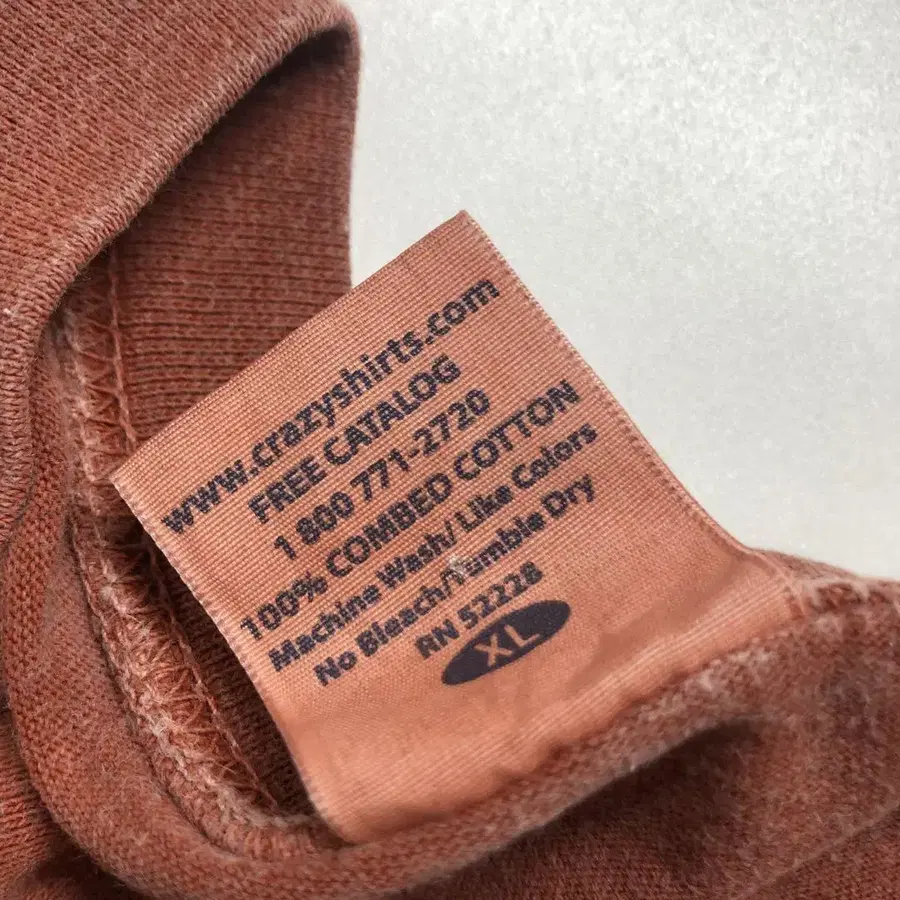 www.crazyshirts.com
FREE CATALOG
1 800 771-2720
100% COMBED COTTON
Machine Wash/ Like Colors
No Bleach/Tumble Dry
RN 52228
XL